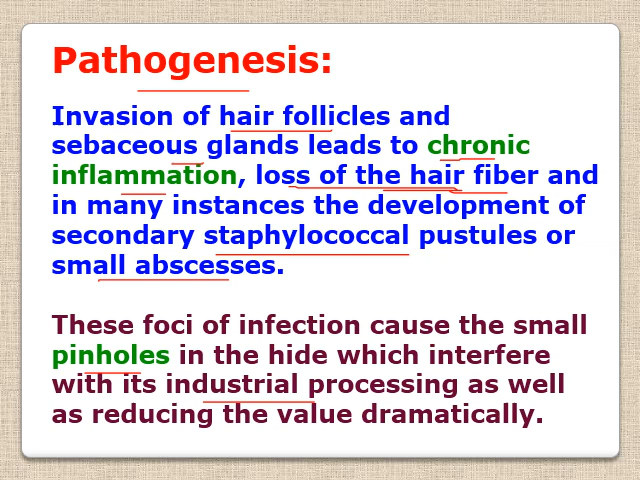 Pathogenesis:
Invasion of hair follicles and
sebaceous glands leads to chronic
inflammation, loss of the hair fiber and
in many instances the development of
secondary staphylococcal pustules or
small abscesses.
These foci of infection cause the small
pinholes in the hide which interfere
with its industrial processing as well
as reducing the value dramatically.